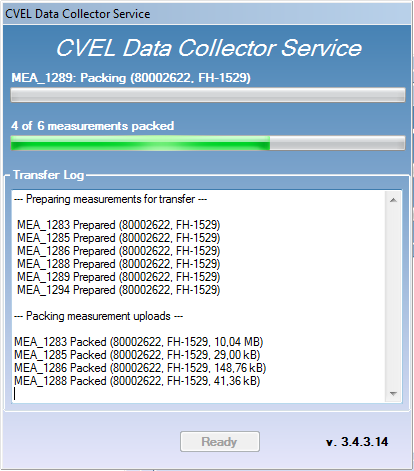 CVEL Data Collector Service
CVEL Data Collector Service
MEA_1289: Packing (80002622, FH-1529)
4 of 6 measurements packed
Transfer Log
--- Preparing measurements for transfer ---
MEA_1283 Prepared (80002622, FH-1529)
MEA_1285 Prepared (80002622, FH-1529)
MEA_1286 Prepared (80002622, FH-1529)
MEA_1288 Prepared (80002622, FH-1529)
MEA_1289 Prepared (80002622, FH-1529)
MEA_1294 Prepared (80002622, FH-1529)
--- Packing measurement uploads ---
MEA_1283 Packed (80002622, FH-1529, 10,04 MB)
MEA_1285 Packed (80002622, FH-1529, 29,00 kB)
MEA_1286 Packed (80002622, FH-1529, 148,76 kB)
MEA_1288 Packed (80002622, FH-1529, 41,36 kB)
Ready
v. 3.4.3.14